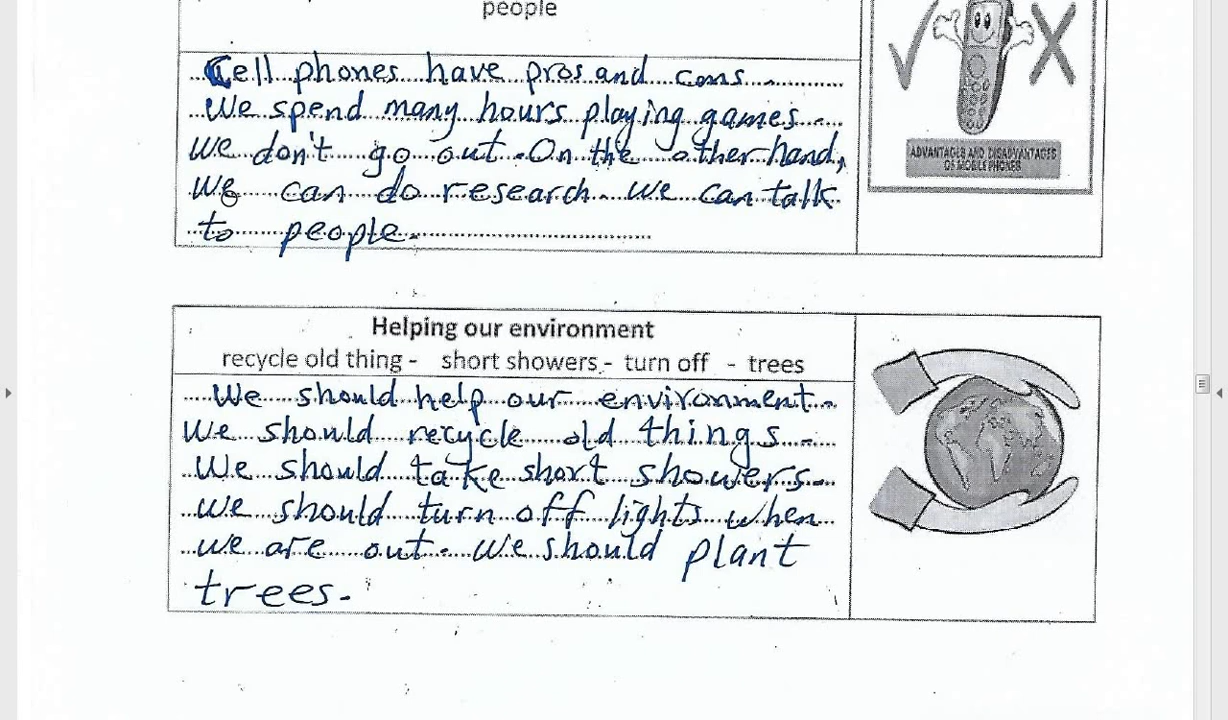 people
Cell phones have pros and cons.
We spend many hours playing games.
we don't go out. On the other hand,
we can do research. we can talk
to people.
ADVANTAGES AND DISADVANTAGES
OF MOBILE PHONES
Helping our environment
recycle old thing - short showers - turn off - trees
We should help our environment.
We should recycle old things.
We should take short showers.
we should turn off lights when
we are out. We should plant
trees.